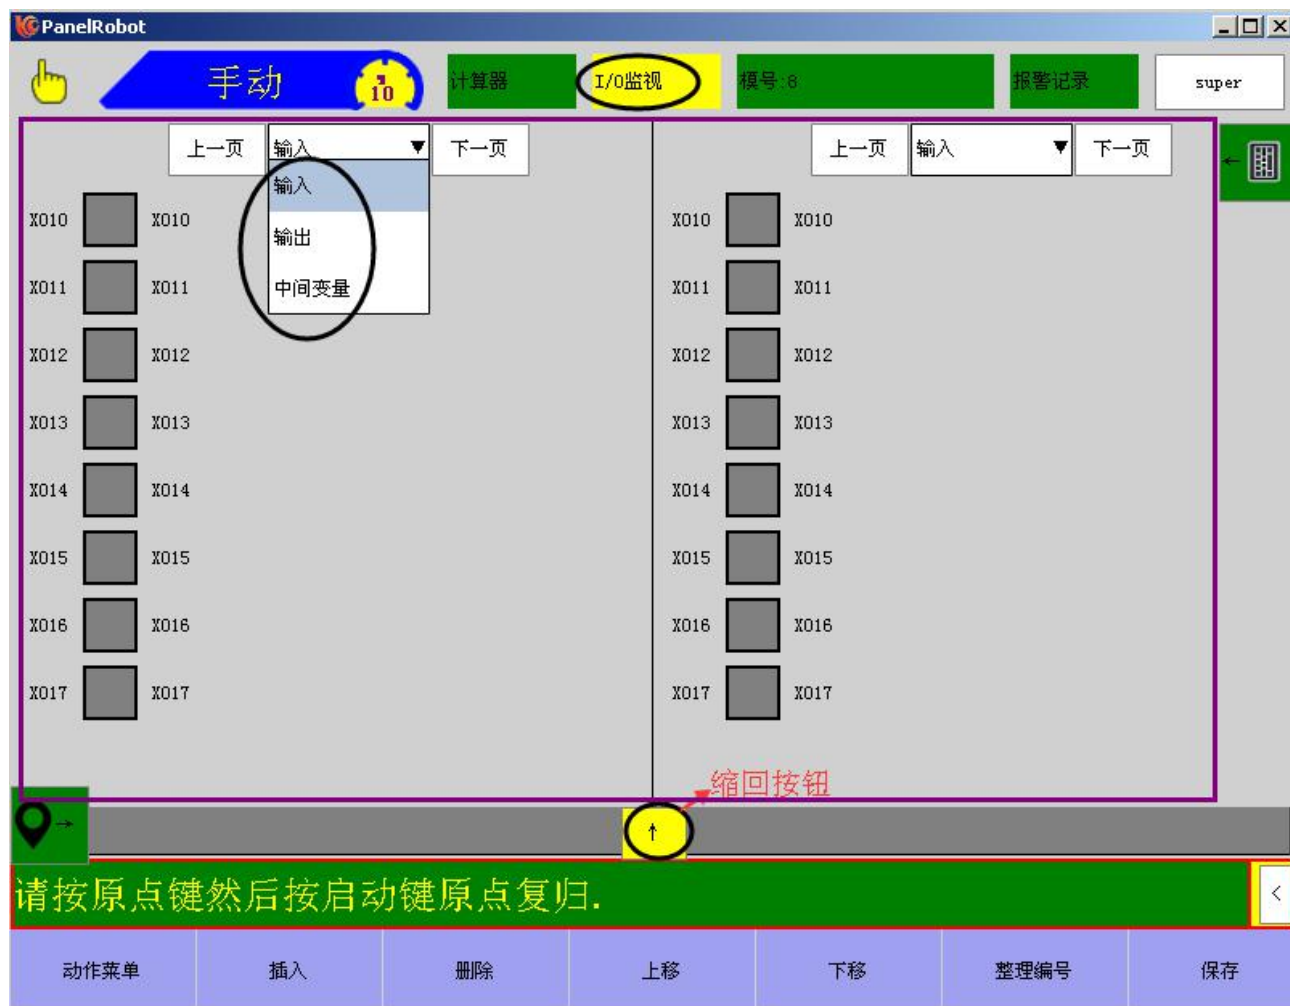 PanelRobot
手动
10
计算器
I/O监视
模号:8
报警记录
super
上一页 输入 ▼ 下一页
上一页 输入 ▼ 下一页
←
输入
输出
中间变量
X010 X010 X010 X010
X011 X011 X011 X011
X012 X012 X012 X012
X013 X013 X013 X013
X014 X014 X014 X014
X015 X015 X015 X015
X016 X016 X016 X016
X017 X017 X017 X017
缩回按钮
→
↑
请按原点键然后按启动键原点复归.
<
动作菜单 插入 删除 上移 下移 整理编号 保存